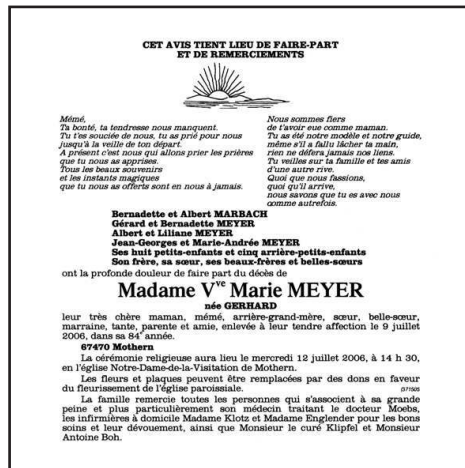 CET AVIS TIENT LIEU DE FAIRE-PART
ET DE REMERCIEMENTS
Mémé,
Ta bonté, ta tendresse nous manquent.
Tu t'es souciée de nous, tu as prié pour nous
jusqu'à la veille de ton départ.
A présent c'est nous qui allons prier les prières
que tu nous as apprises.
Tous les beaux souvenirs
et les instants magiques
que tu nous as offerts sont en nous à jamais.
Nous sommes fiers
de t'avoir eue comme maman.
Tu as été notre modèle et notre guide,
même s'il a fallu lâcher ta main,
rien ne défera jamais nos liens.
Tu veilles sur ta famille et tes amis
d'une autre rive.
Quoi que nous fassions,
quoi qu'il arrive,
nous savons que tu es avec nous
comme autrefois.
Bernadette et Albert MARBACH
Gérard et Bernadette MEYER
Albert et Liliane MEYER
Jean-Georges et Marie-Andrée MEYER
Ses huit petits-enfants et cinq arrière-petits-enfants
Son frère, sa sœur, ses beaux-frères et belles-sœurs
ont la profonde douleur de faire part du décès de
Madame Vve Marie MEYER
née GERHARD
leur très chère maman, mémé, arrière-grand-mère, sœur, belle-sœur,
marraine, tante, parente et amie, enlevée à leur tendre affection le 9 juillet
2006, dans sa 84e année.
67470 Mothern
La cérémonie religieuse aura lieu le mercredi 12 juillet 2006, à 14 h 30,
en l'église Notre-Dame-de-la-Visitation de Mothern.
Les fleurs et plaques peuvent être remplacées par des dons en faveur
du fleurissement de l'église paroissiale.
La famille remercie toutes les personnes qui s'associent à sa grande
peine et plus particulièrement son médecin traitant le docteur Moebs,
les infirmières à domicile Madame Klotz et Madame Englender pour les bons
soins et leur dévouement, ainsi que Monsieur le curé Klipfel et Monsieur
Antoine Boh.